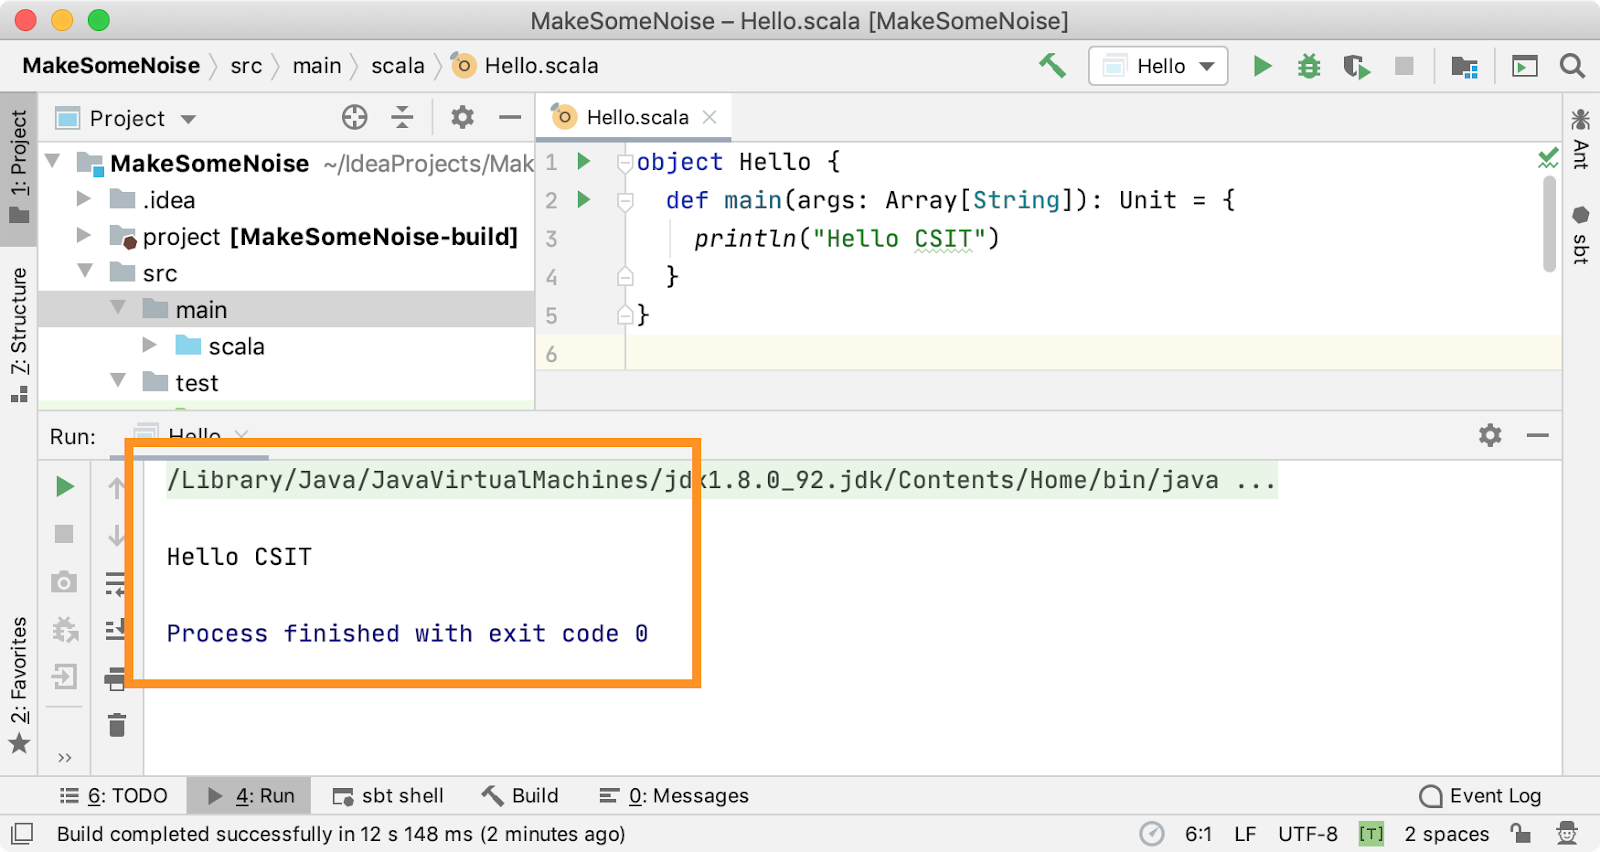 MakeSomeNoise – Hello.scala [MakeSomeNoise]
MakeSomeNoise src main scala Hello.scala Hello
1: Project
Z: Structure
2: Favorites
Project
MakeSomeNoise ~/IdeaProjects/Mak
.idea
project [MakeSomeNoise-build]
src
main
scala
test
Hello.scala
1 object Hello {
2 def main(args: Array[String]): Unit = {
3 println("Hello CSIT")
4 }
5 }
6
Ant
sbt
Run: Hello
/Library/Java/JavaVirtualMachines/jdk1.8.0_92.jdk/Contents/Home/bin/java ...
Hello CSIT
Process finished with exit code 0
6: TODO 4: Run sbt shell Build 0: Messages Event Log
Build completed successfully in 12 s 148 ms (2 minutes ago) 6:1 LF UTF-8 [T] 2 spaces